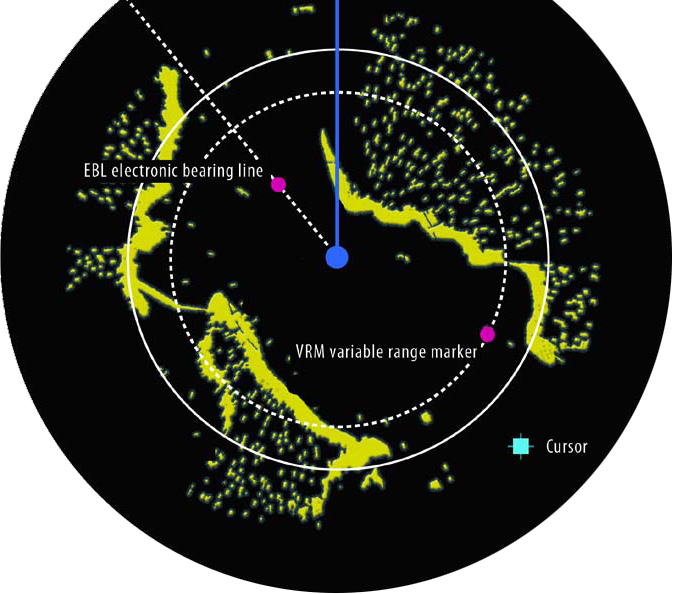 EBL electronic bearing line
VRM variable range marker
Cursor